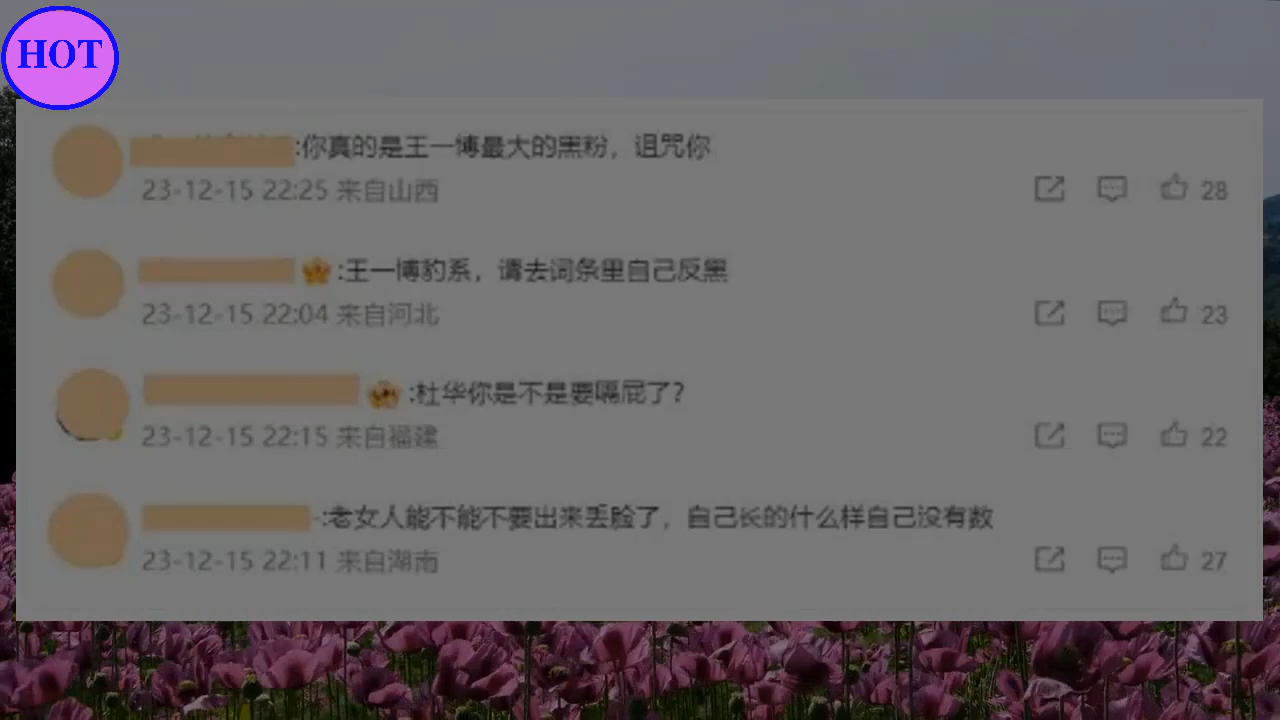 HOT
:你真的是王一博最大的黑粉，诅咒你
23-12-15 22:25 来自山西
28
:王一博豹系，请去词条里自己反黑
23-12-15 22:04 来自河北
23
:杜华你是不是要嗝屁了?
23-12-15 22:15 来自福建
22
:老女人能不能不要出来丢脸了，自己长的什么样自己没有数
23-12-15 22:11 来自湖南
27